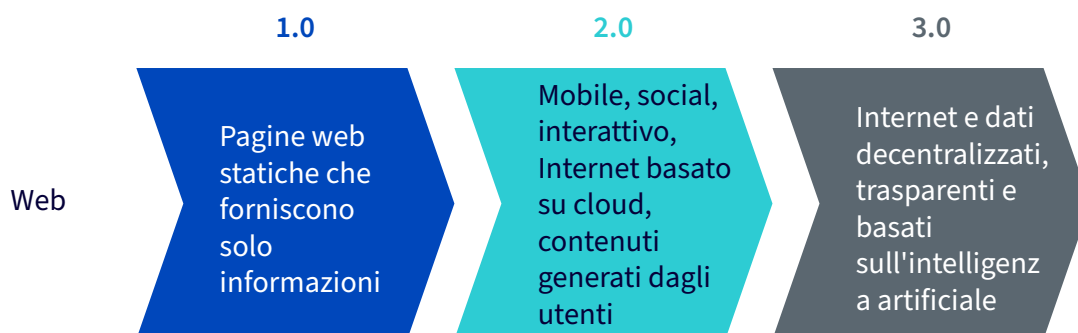 1.0
2.0
3.0
Web
Pagine web
statiche che
forniscono
solo
informazioni
Mobile, social,
interattivo,
Internet basato
su cloud,
contenuti
generati dagli
utenti
Internet e dati
decentralizzati,
trasparenti e
basati
sull'intelligenz
a artificiale